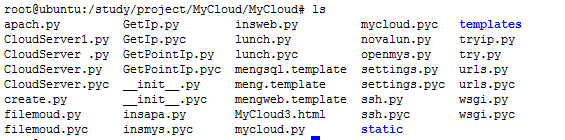 root@ubuntu:/study/project/MyCloud/MyCloud# ls
apach.py GetIp.py insweb.py mycloud.pyc templates
CloudServer1.py GetIp.pyc lunch.py novalun.py tryip.py
CloudServer .py GetPointIp.py lunch.pyc openmys.py try.py
CloudServer.py GetPointIp.pyc mengsql.template settings.py urls.py
CloudServer.pyc __init__.py meng.template settings.pyc urls.pyc
create.py __init__.pyc mengweb.template ssh.py wsgi.py
filemoud.py insapa.py MyCloud3.html ssh.pyc wsgi.pyc
filemoud.pyc insmys.pyc mycloud.py static